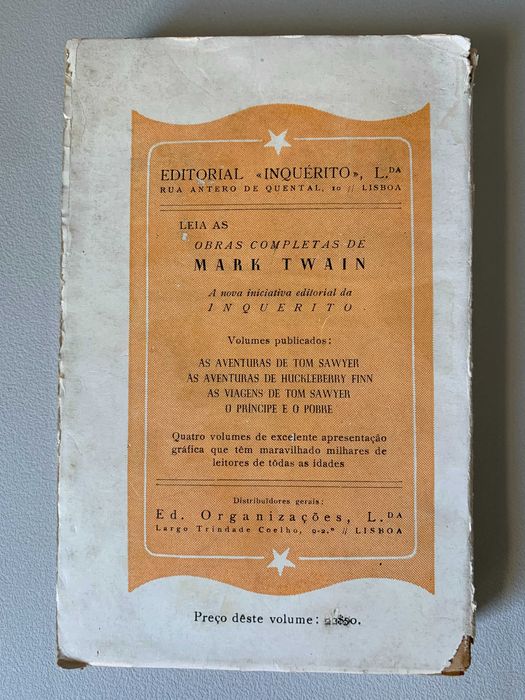 EDITORIAL «INQUÉRITO», L.DA
RUA ANTERO DE QUENTAL, 10 // LISBOA
LEIA AS
OBRAS COMPLETAS DE
MARK TWAIN
A nova iniciativa editorial da
INQUERITO
Volumes publicados:
AS AVENTURAS DE TOM SAWYER
AS AVENTURAS DE HUCKLEBERRY FINN
AS VIAGENS DE TOM SAWYER
O PRÍNCIPE E O POBRE
Quatro volumes de excelente apresentação
gráfica que têm maravilhado milhares de
leitores de tôdas as idades
Distribuïdores gerais:
Ed. Organizações, L.DA
Largo Trindade Coelho, 9-2.º // LISBOA
Preço dêste volume: